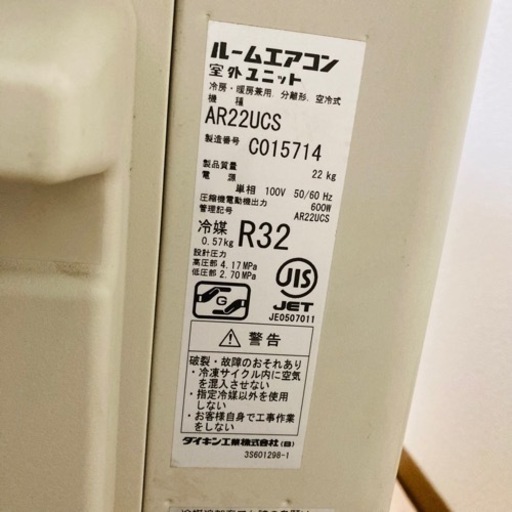 ルームエアコン
室外ユニット
冷房・暖房兼用, 分離形, 空冷式
機種
AR22UCS
製造番号 C015714
製品質量 22 kg
電源 単相 100V 50/60 Hz
圧縮機電動機出力 600W
管理記号 AR22UCS
冷媒 R32
0.57kg
設計圧力
高圧部 4.17 MPa
低圧部 2.70 MPa
JIS
G
JET
JE0507011
警告
破裂・故障のおそれあり
・冷凍サイクル内に空気
を混入させない
・指定冷媒以外を使用
しない
・お客様自身で工事作業
をしない
ダイキン工業株式会社(㊐)
3S601298-1